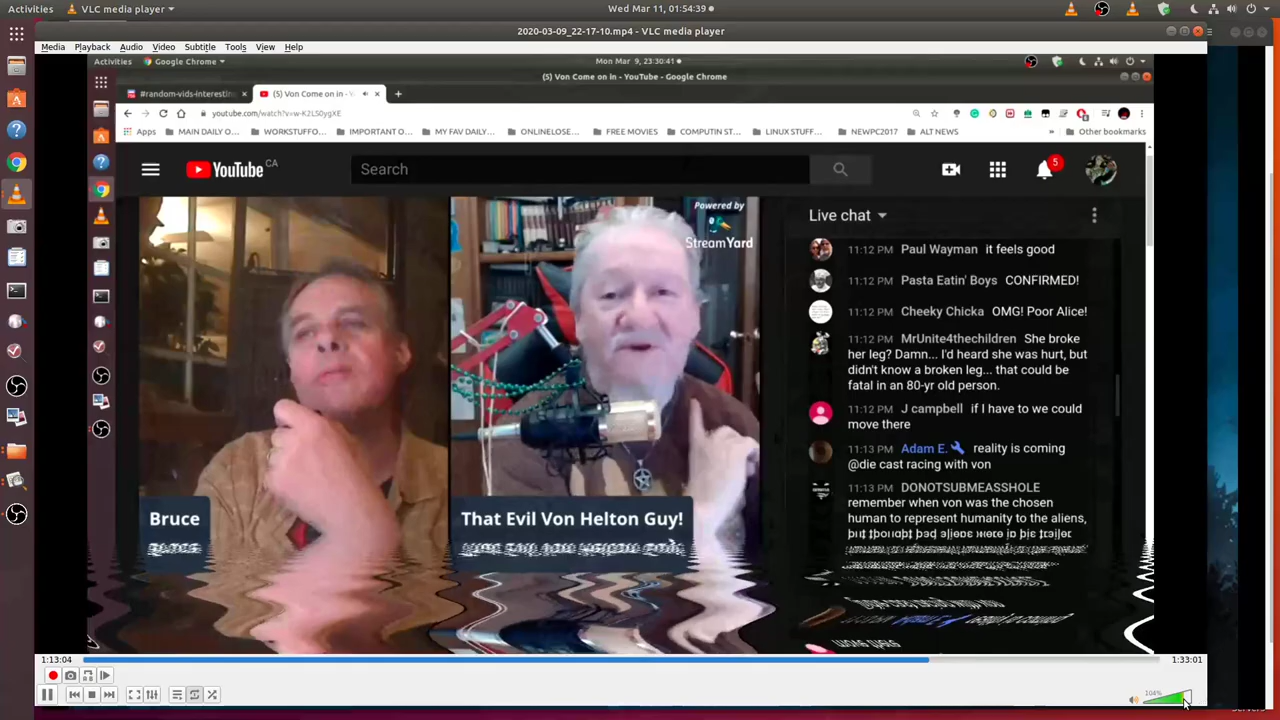 Activities VLC media player Wed Mar 11, 01:54:39
2020-03-09_22-17-10.mp4 - VLC media player
Media Playback Audio Video Subtitle Tools View Help
Activities Google Chrome Mon Mar 9, 23:30:41
(5) Von Come on In - YouTube - Google Chrome
#random-vids-interesting (5) Von Come on In - 
youtube.com/watch?v=w-K2LS0ygXE
Apps MAIN DAILY O... WORKSTUFFO... IMPORTANT O... MY FAV DAILY... ONLINELOSE... FREE MOVIES COMPUTIN ST... LINUX STUFF... NEWPC2017 ALT NEWS » Other bookmarks
YouTube CA Search 5
Powered by
StreamYard
Live chat
11:12 PM Paul Wayman it feels good
11:12 PM Pasta Eatin' Boys CONFIRMED!
11:12 PM Cheeky Chicka OMG! Poor Alice!
11:12 PM MrUnite4thechildren She broke
her leg? Damn... I'd heard she was hurt, but
didn't know a broken leg... that could be
fatal in an 80-yr old person.
11:12 PM J campbell if I have to we could
move there
11:13 PM Adam E. reality is coming
@die cast racing with von
11:13 PM DONOTSUBMEASSHOLE
remember when von was the chosen
human to represent humanity to the aliens,
Bruce
That Evil Von Helton Guy!
1:13:04 1:33:01
104%